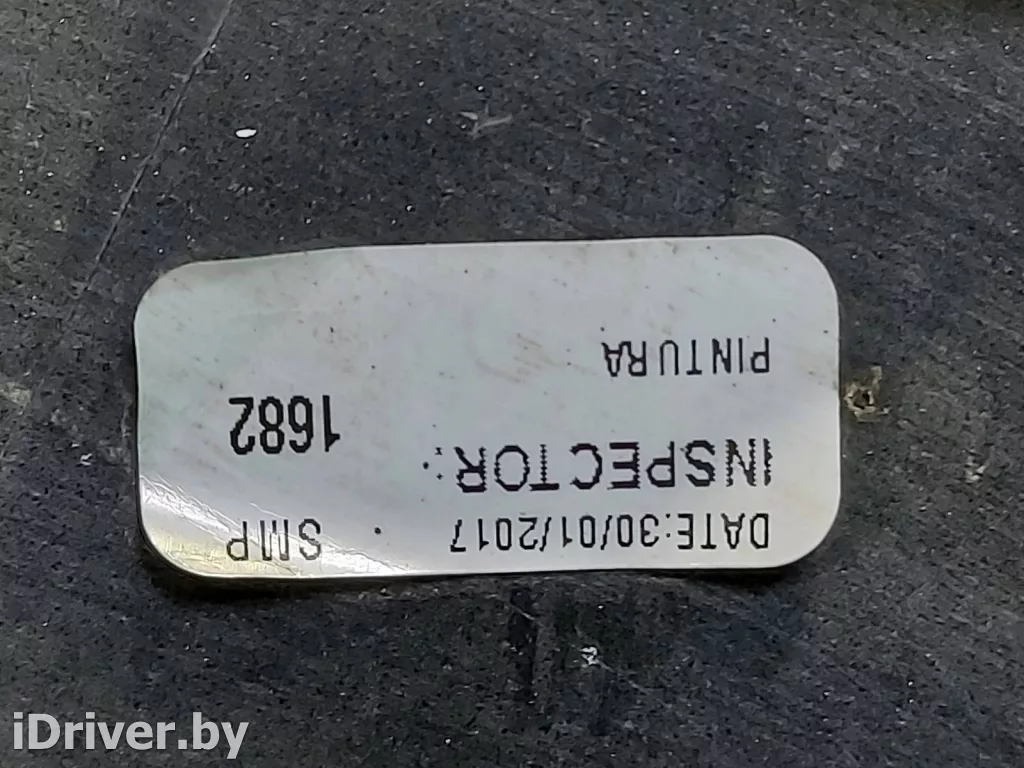 DATE:30/01/2017 . SMP
INSPECTOR: 1682
PINTURA
iDriver.by